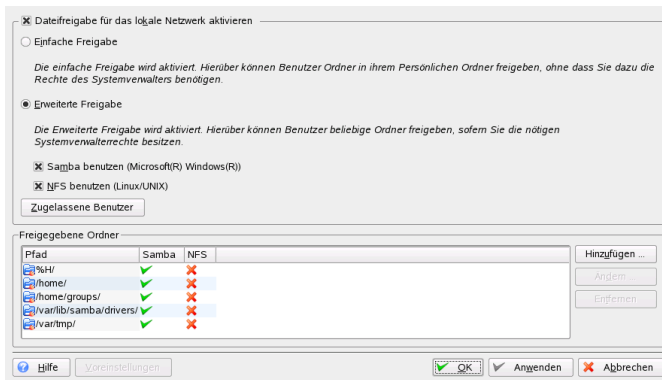 Dateifreigabe für das lokale Netzwerk aktivieren
Einfache Freigabe
Die einfache Freigabe wird aktiviert. Hierüber können Benutzer Ordner in ihrem Persönlichen Ordner freigeben, ohne dass Sie dazu die
Rechte des Systemverwalters benötigen.
Erweiterte Freigabe
Die Erweiterte Freigabe wird aktiviert. Hierüber können Benutzer beliebige Ordner freigeben, sofern Sie die nötigen
Systemverwalterrechte besitzen.
Samba benutzen (Microsoft(R) Windows(R))
NFS benutzen (Linux/UNIX)
Zugelassene Benutzer
Freigegebene Ordner
Pfad Samba NFS
%H/
/home/
/home/groups/
/var/lib/samba/drivers/
/var/tmp/
Hinzufügen ...
Ändern ...
Entfernen
Hilfe Voreinstellungen OK Anwenden Abbrechen